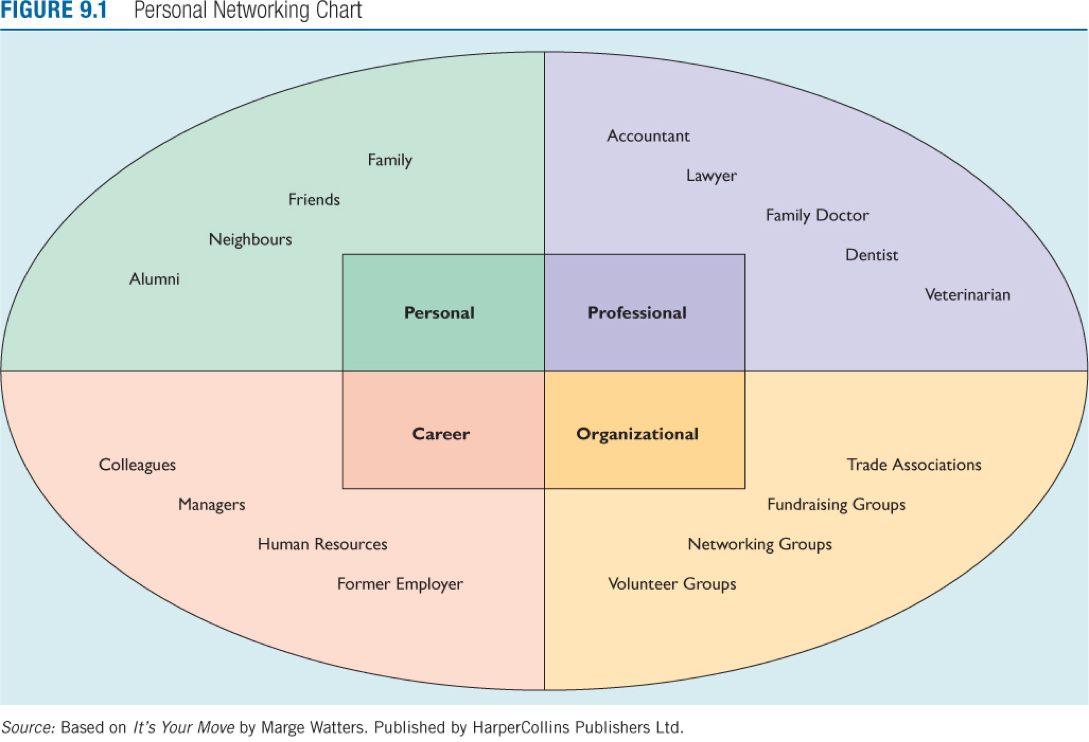 FIGURE 9.1 Personal Networking Chart
Family
Friends
Neighbours
Alumni
Personal
Accountant
Lawyer
Family Doctor
Dentist
Veterinarian
Professional
Career
Colleagues
Managers
Human Resources
Former Employer
Organizational
Trade Associations
Fundraising Groups
Networking Groups
Volunteer Groups
Source: Based on It's Your Move by Marge Watters. Published by HarperCollins Publishers Ltd.